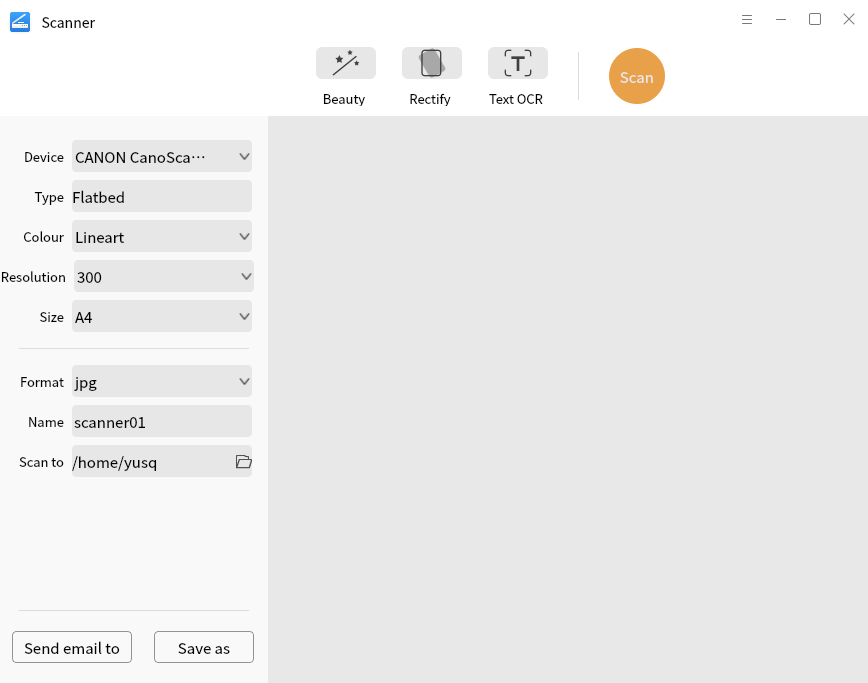 Scanner
Beauty
Rectify
Text OCR
Scan
Device CANON CanoSca···
Type Flatbed
Colour Lineart
Resolution 300
Size A4
Format jpg
Name scanner01
Scan to /home/yusq
Send email to
Save as